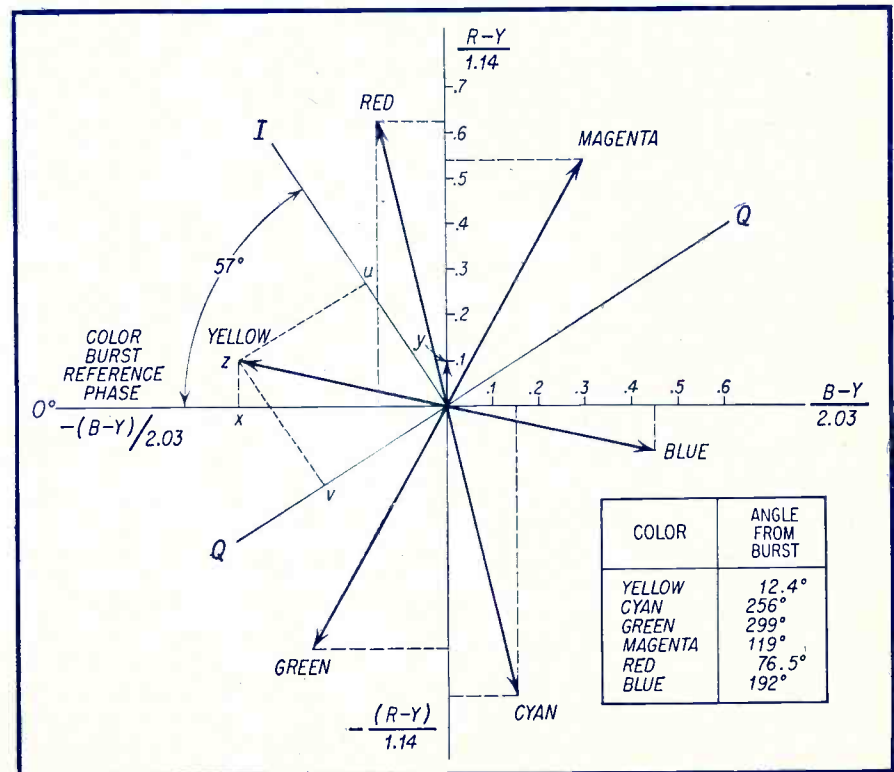 R-Y
1.14
.7
RED
.6
I
MAGENTA
.5
Q
.4
57°
u
.3
.2
COLOR
BURST
REFERENCE
PHASE
YELLOW
y
z
.1
0°
x
.1 .2 .3 .4 .5 .6
B-Y
2.03
-(B-Y)/2.03
BLUE
v
Q
COLOR
ANGLE
FROM
BURST
YELLOW 12.4°
CYAN 256°
GREEN 299°
MAGENTA 119°
RED 76.5°
BLUE 192°
GREEN
CYAN
-(R-Y)
1.14